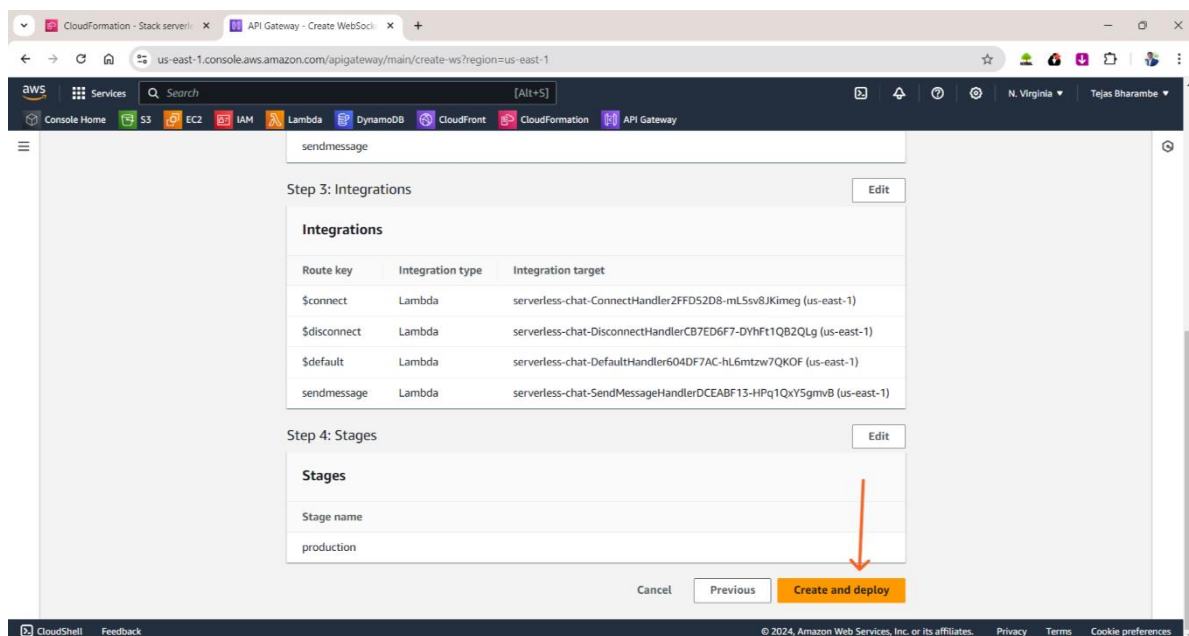 CloudFormation - Stack serverle
API Gateway - Create WebSock
us-east-1.console.aws.amazon.com/apigateway/main/create-ws?region=us-east-1
aws Services Search [Alt+S] N. Virginia Tejas Bharambe
Console Home S3 EC2 IAM Lambda DynamoDB CloudFront CloudFormation API Gateway
sendmessage
Step 3: Integrations Edit
Integrations
Route key Integration type Integration target
$connect Lambda serverless-chat-ConnectHandler2FFD52D8-mL5sv8JKimeg (us-east-1)
$disconnect Lambda serverless-chat-DisconnectHandlerCB7ED6F7-DYhFt1QB2QLg (us-east-1)
$default Lambda serverless-chat-DefaultHandler604DF7AC-hL6mtzw7QKOF (us-east-1)
sendmessage Lambda serverless-chat-SendMessageHandlerDCEABF13-HPq1QxY5gmvB (us-east-1)
Step 4: Stages Edit
Stages
Stage name
production
Cancel Previous Create and deploy
CloudShell Feedback © 2024, Amazon Web Services, Inc. or its affiliates. Privacy Terms Cookie preferences